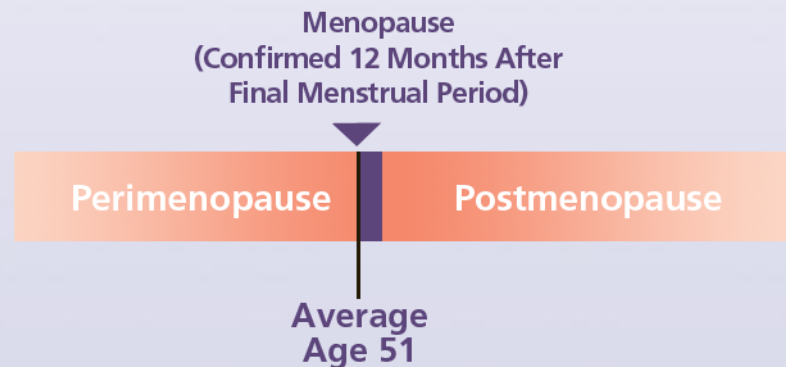 Menopause
(Confirmed 12 Months After
Final Menstrual Period)
Perimenopause
Postmenopause
Average
Age 51